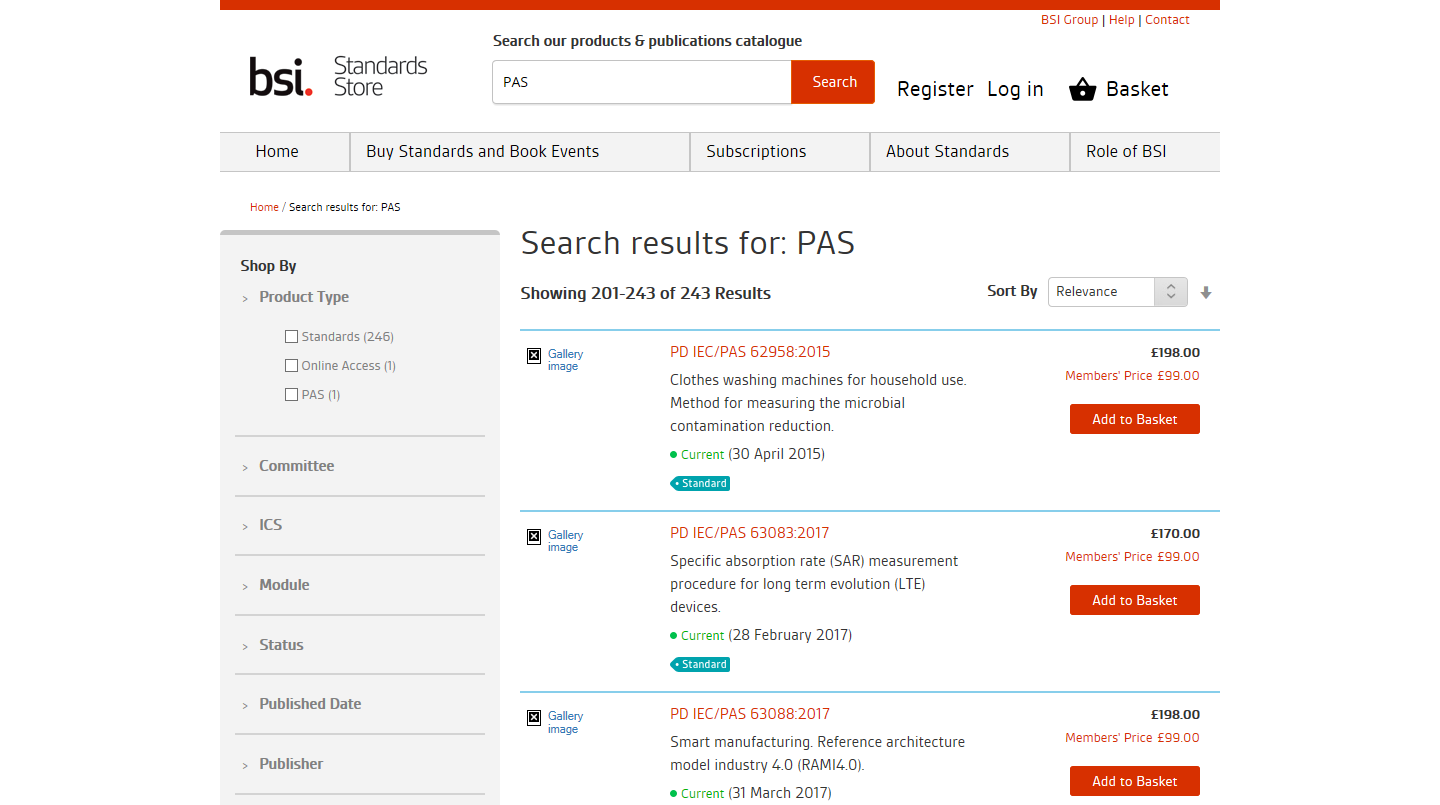 BSI Group | Help | Contact
Search our products & publications catalogue
bsi. Standards
Store
PAS
Search
Register Log in Basket
Home
Buy Standards and Book Events
Subscriptions
About Standards
Role of BSI
Home / Search results for: PAS
Shop By
> Product Type
Standards (246)
Online Access (1)
PAS (1)
> Committee
> ICS
> Module
> Status
> Published Date
> Publisher
Search results for: PAS
Showing 201-243 of 243 Results
Sort By Relevance
Gallery
image
PD IEC/PAS 62958:2015
Clothes washing machines for household use.
Method for measuring the microbial
contamination reduction.
Current (30 April 2015)
Standard
£198.00
Members' Price £99.00
Add to Basket
Gallery
image
PD IEC/PAS 63083:2017
Specific absorption rate (SAR) measurement
procedure for long term evolution (LTE)
devices.
Current (28 February 2017)
Standard
£170.00
Members' Price £99.00
Add to Basket
Gallery
image
PD IEC/PAS 63088:2017
Smart manufacturing. Reference architecture
model industry 4.0 (RAMI4.0).
Current (31 March 2017)
£198.00
Members' Price £99.00
Add to Basket